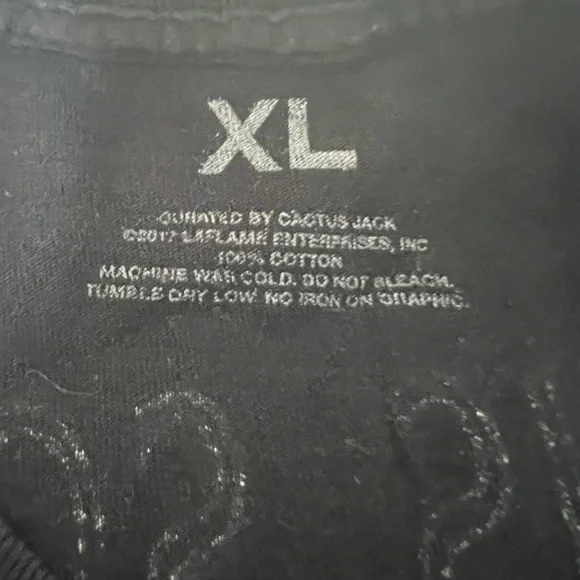 XL
CURATED BY CACTUS JACK
©2017 LAFLAME ENTERPRISES, INC
100% COTTON
MACHINE WAS COLD. DO NOT BLEACH.
TUMBLE DRY LOW. NO IRON ON GRAPHIC.